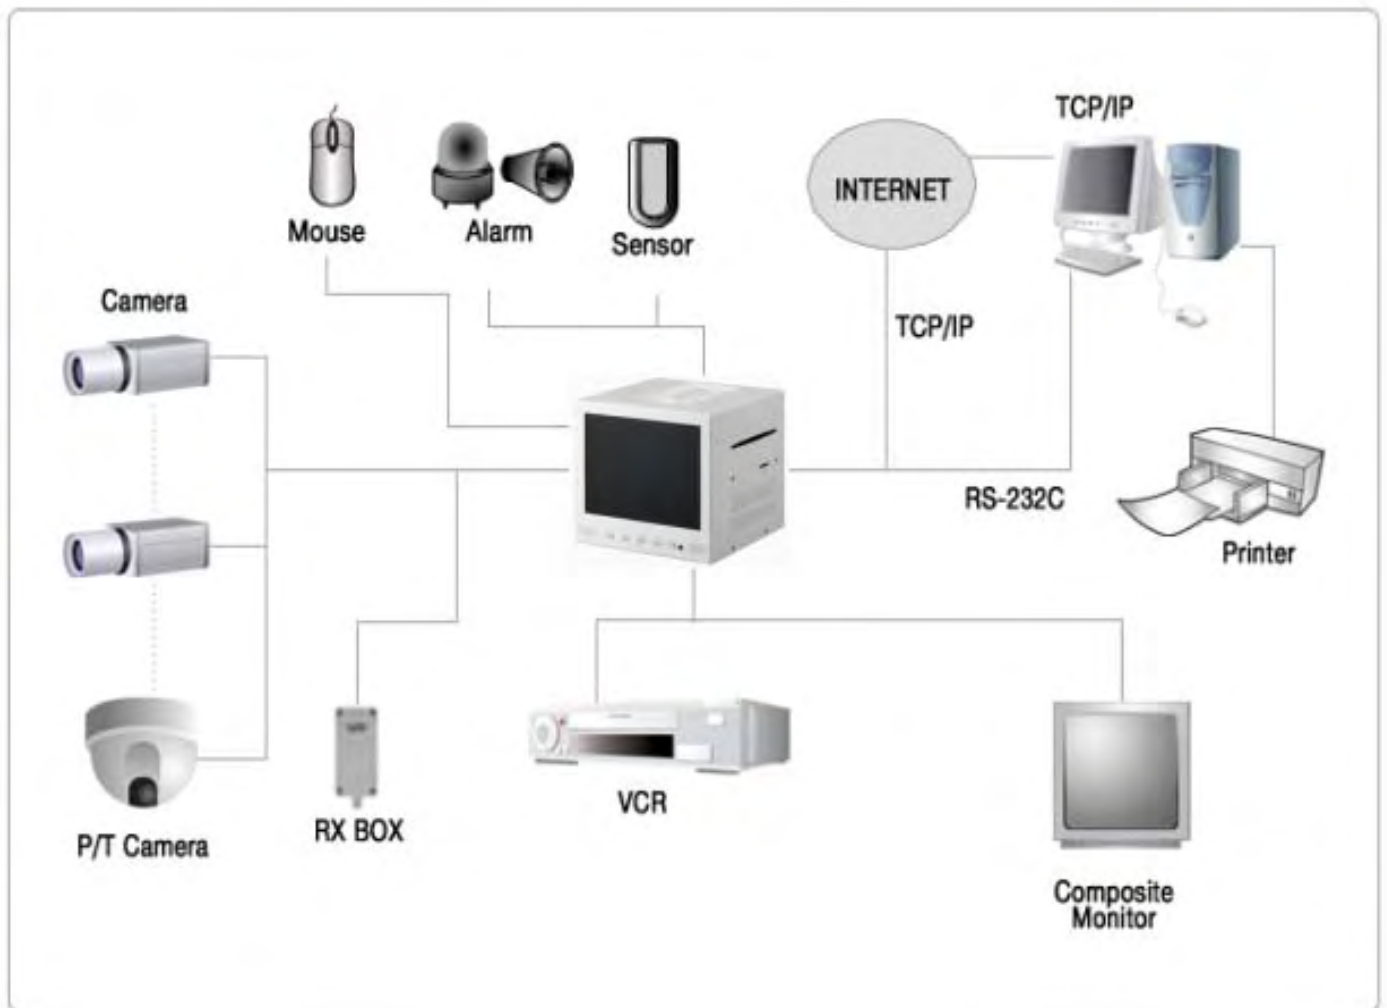 TCP/IP
INTERNET
Mouse
Alarm
Sensor
Camera
TCP/IP
RS-232C
Printer
VCR
RX BOX
P/T Camera
Composite
Monitor